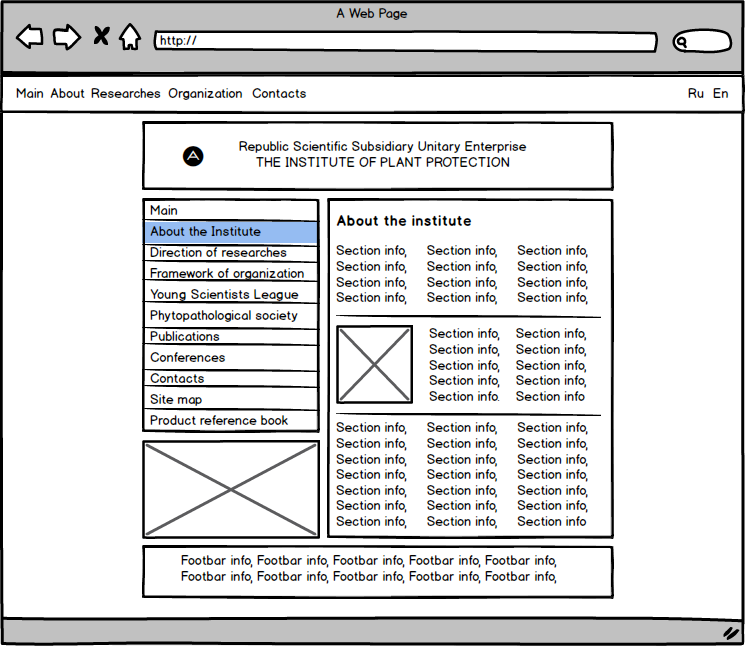 A Web Page
http://
Main About Researches Organization Contacts
Ru En
Republic Scientific Subsidiary Unitary Enterprise
THE INSTITUTE OF PLANT PROTECTION
Main
About the Institute
Direction of researches
Framework of organization
Young Scientists League
Phytopathological society
Publications
Conferences
Contacts
Site map
Product reference book
About the institute
Section info, Section info, Section info,
Section info, Section info, Section info,
Section info, Section info, Section info,
Section info, Section info, Section info,
Section info, Section info,
Section info, Section info,
Section info, Section info,
Section info, Section info,
Section info. Section info
Section info, Section info, Section info,
Section info, Section info, Section info,
Section info, Section info, Section info,
Section info, Section info, Section info,
Section info, Section info, Section info,
Section info, Section info, Section info,
Section info, Section info, Section info
Footbar info, Footbar info, Footbar info, Footbar info, Footbar info,
Footbar info, Footbar info, Footbar info, Footbar info, Footbar info,